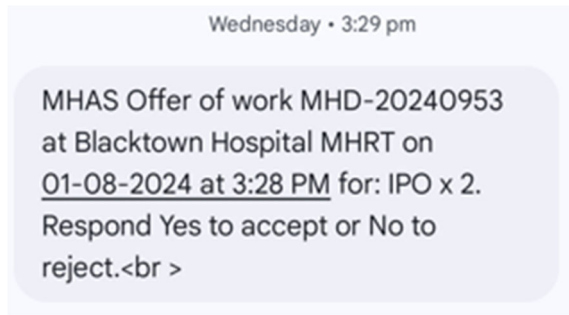 Wednesday • 3:29 pm
MHAS Offer of work MHD-20240953
at Blacktown Hospital MHRT on
01-08-2024 at 3:28 PM for: IPO x 2.
Respond Yes to accept or No to
reject.<br >